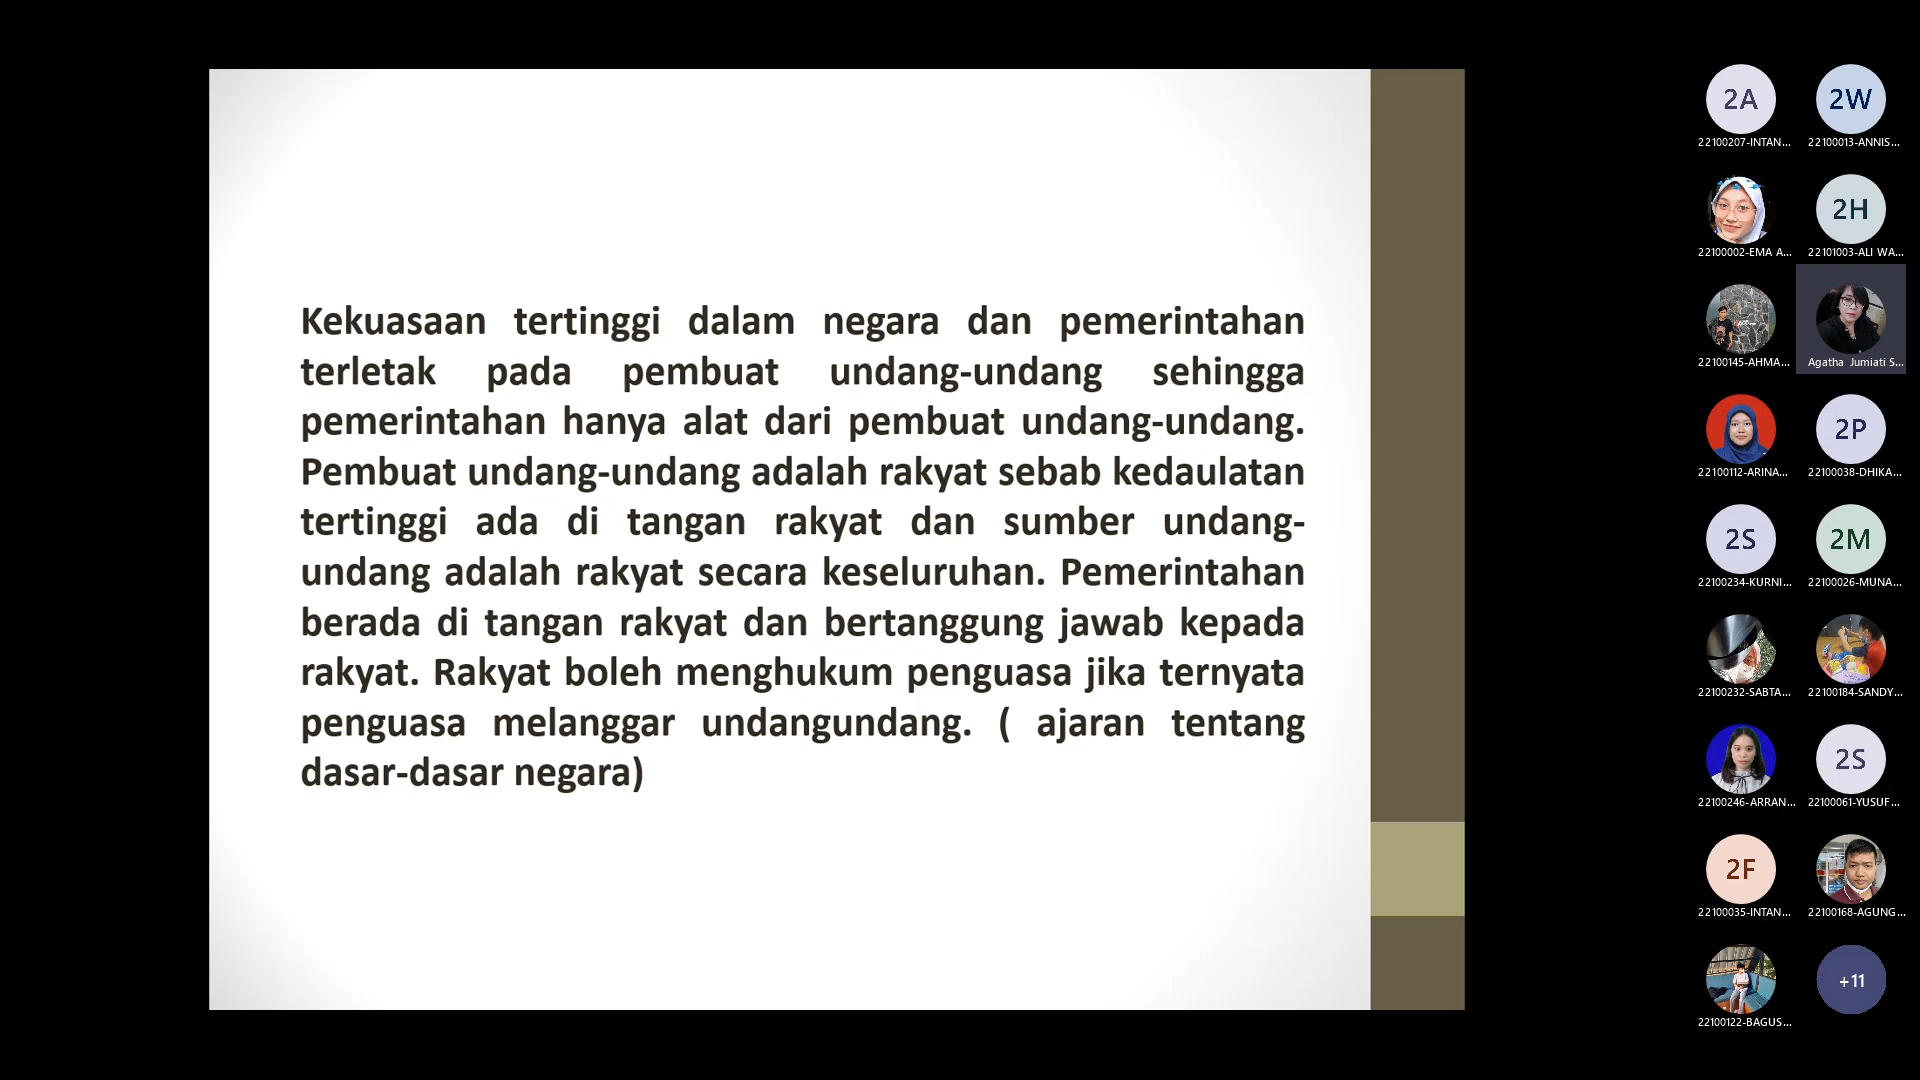 Kekuasaan tertinggi dalam negara dan pemerintahan
terletak pada pembuat undang-undang sehingga
pemerintahan hanya alat dari pembuat undang-undang.
Pembuat undang-undang adalah rakyat sebab kedaulatan
tertinggi ada di tangan rakyat dan sumber undang-
undang adalah rakyat secara keseluruhan. Pemerintahan
berada di tangan rakyat dan bertanggung jawab kepada
rakyat. Rakyat boleh menghukum penguasa jika ternyata
penguasa melanggar undangundang. ( ajaran tentang
dasar-dasar negara)
2A
22100207-INTAN...
2W
22100013-ANNIS...
22100002-EMA A...
2H
22101003-ALI WA...
22100145-AHMA...
Agatha Jumiati S...
22100112-ARINA...
2P
22100038-DHIKA...
2S
22100234-KURNI...
2M
22100026-MUNA...
22100232-SABTA...
22100184-SANDY...
22100246-ARRAN...
2S
22100061-YUSUF...
2F
22100035-INTAN...
22100168-AGUNG...
22100122-BAGUS...
+11